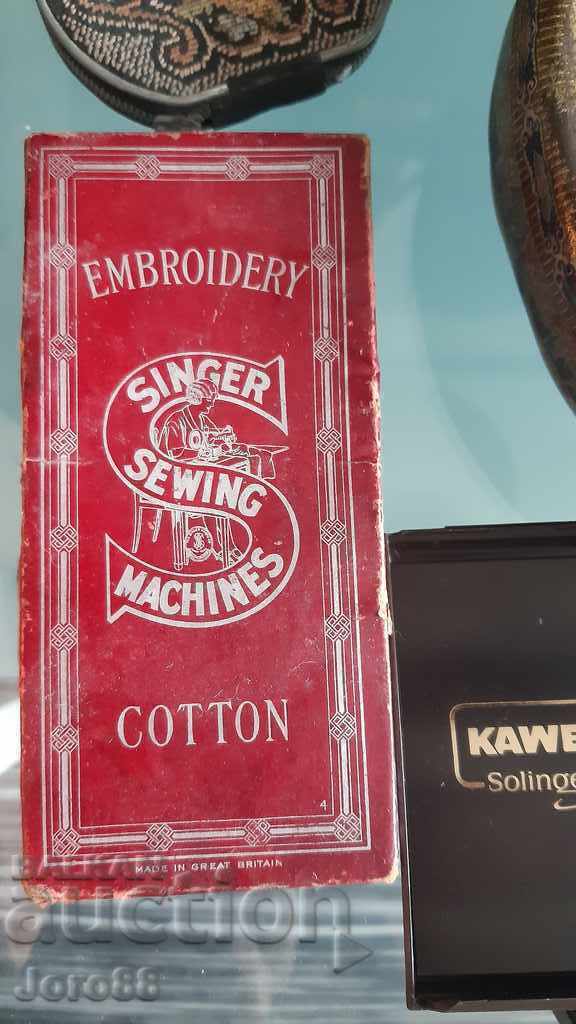 EMBROIDERY
SINGER
SEWING
MACHINES
COTTON
4
MADE IN GREAT BRITAIN
KAWE
Solinge
BALKAN
auction
Joro88